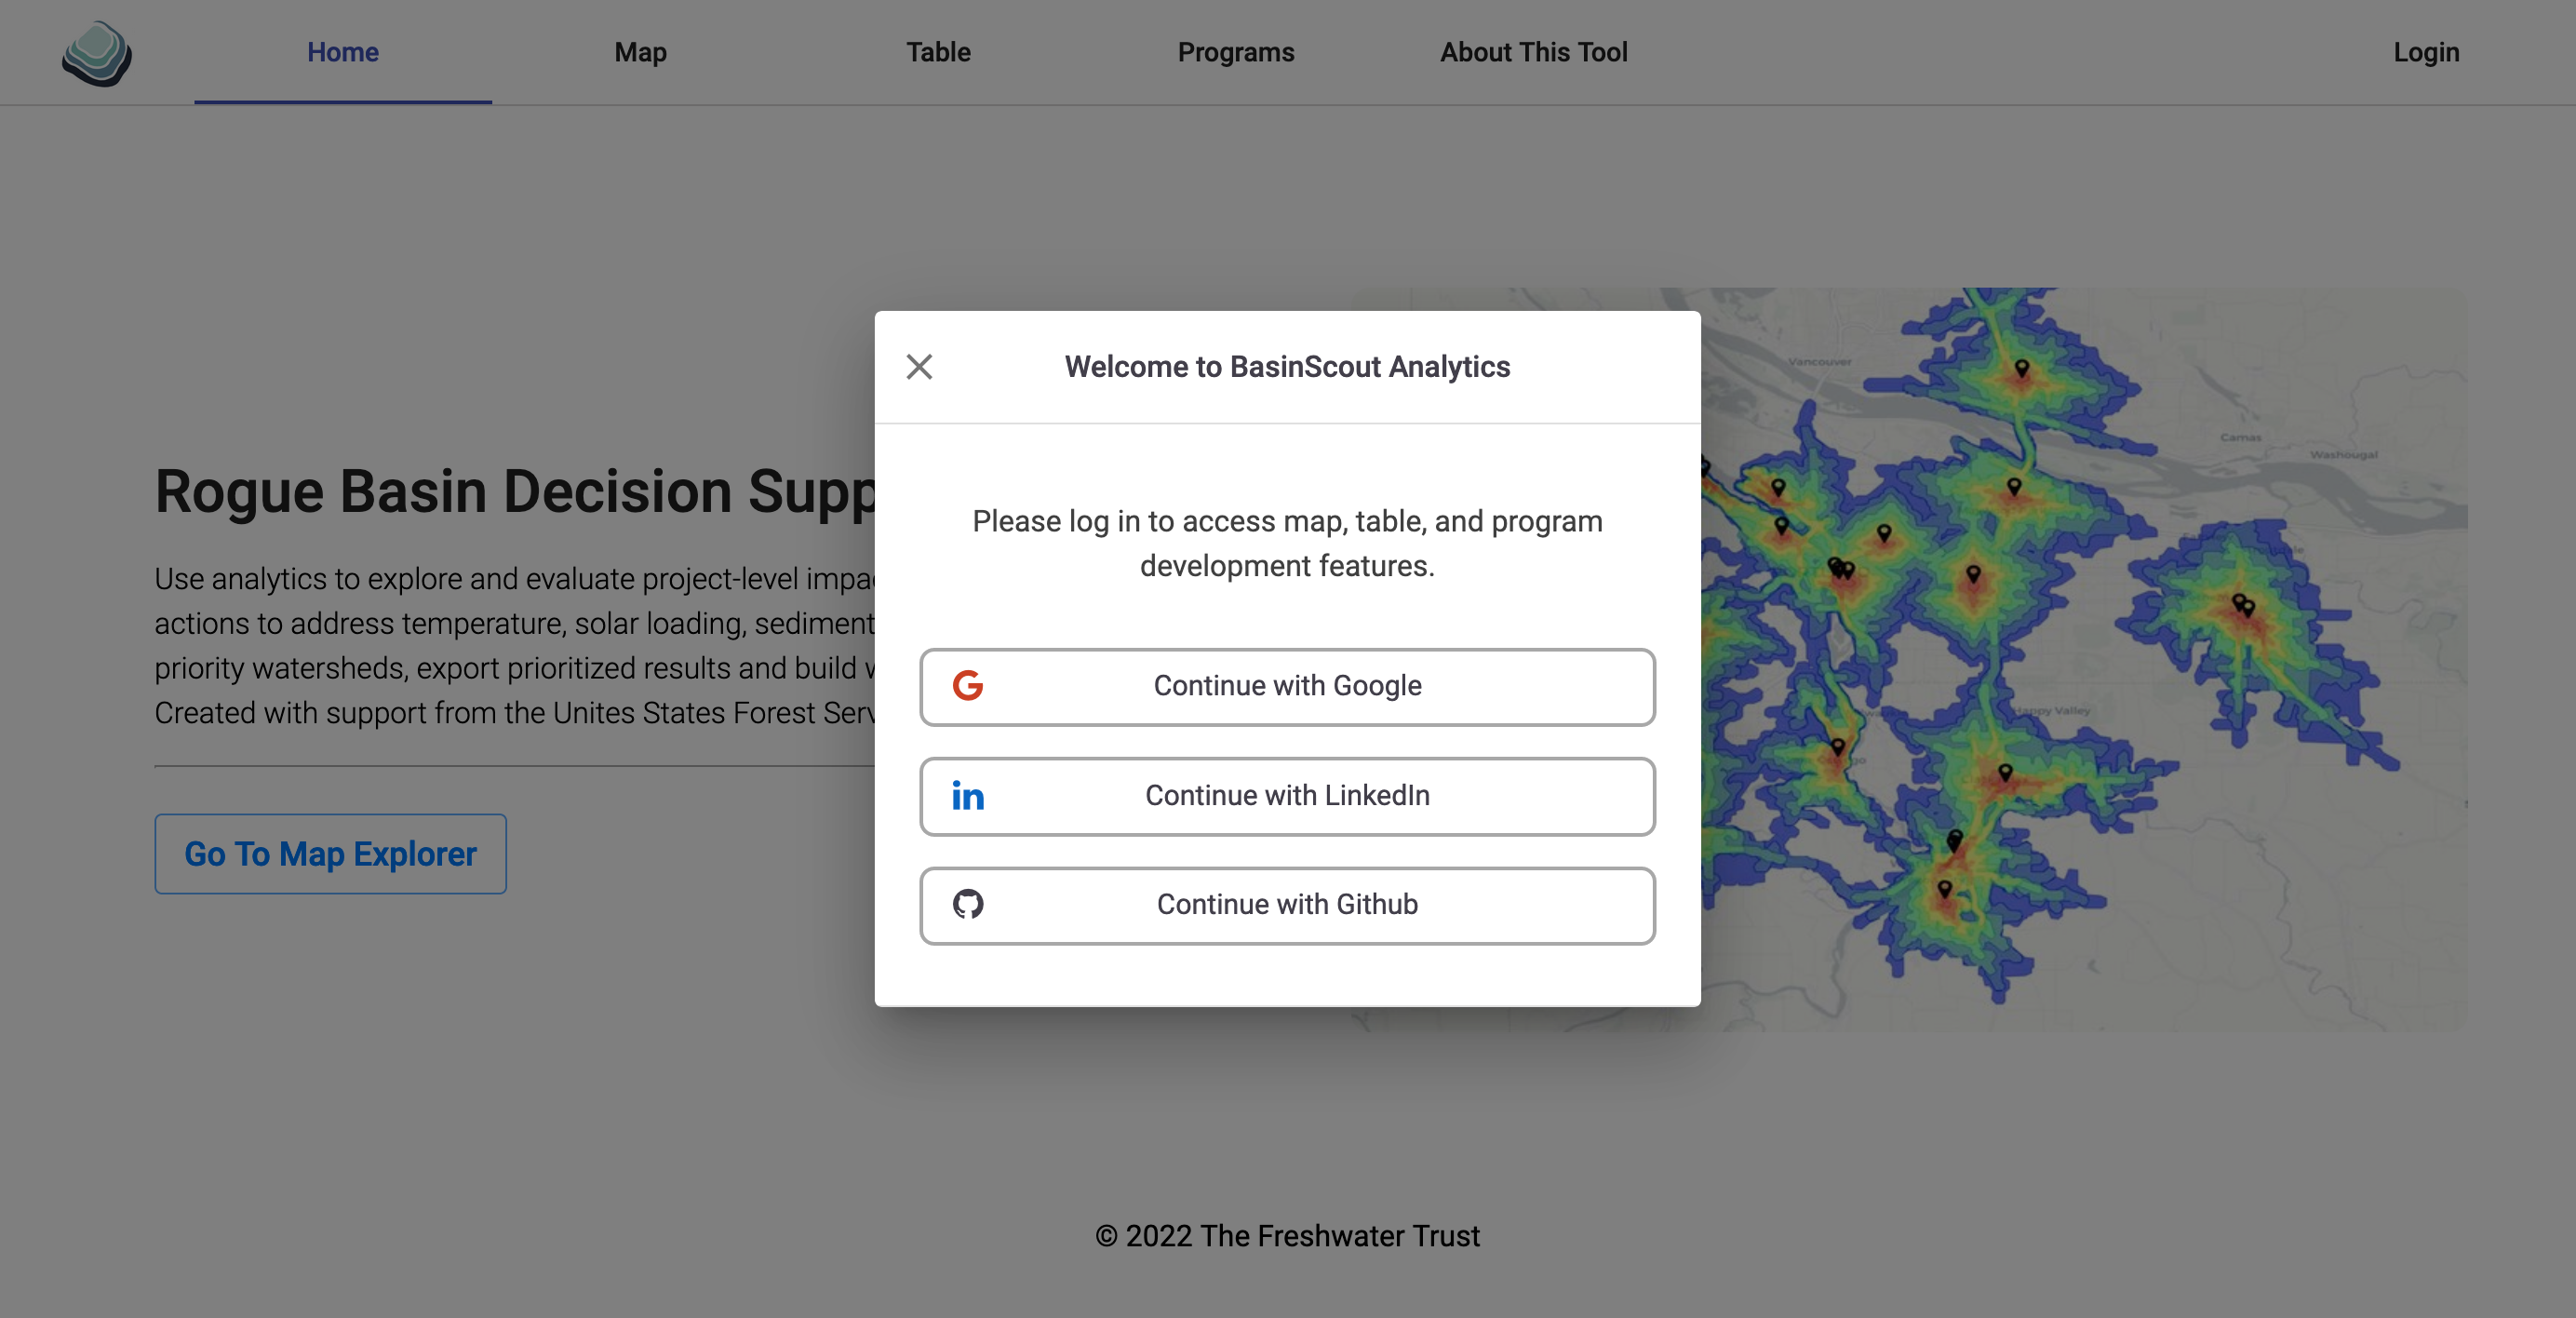 Home Map Table Programs About This Tool Login
Welcome to BasinScout Analytics
Please log in to access map, table, and program
development features.
Continue with Google
Continue with LinkedIn
Continue with Github
Rogue Basin Decision Supp
Use analytics to explore and evaluate project-level
actions to address temperature, solar loading, sediment
priority watersheds, export prioritized results and build
Created with support from the Unites States Forest
Go To Map Explorer
Vancouver
Camas
Washougal
Happy Valley
© 2022 The Freshwater Trust